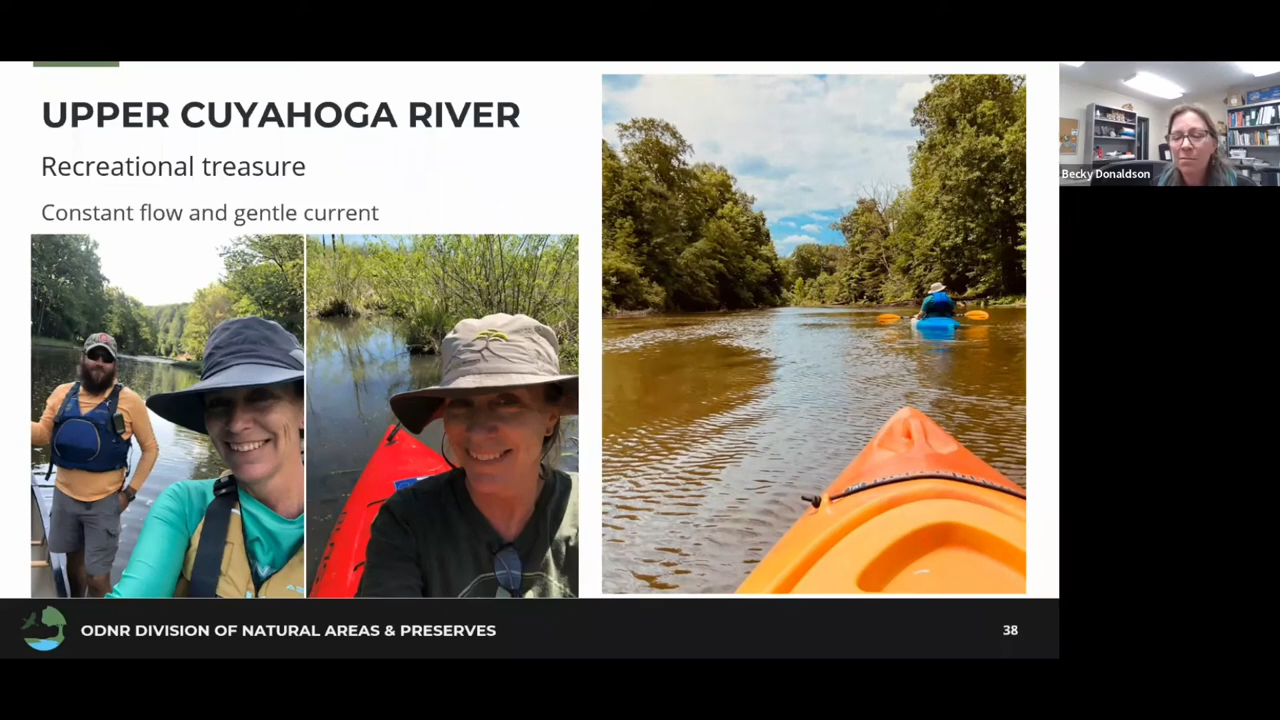 UPPER CUYAHOGA RIVER
Recreational treasure
Constant flow and gentle current
Becky Donaldson
ODNR DIVISION OF NATURAL AREAS & PRESERVES
38